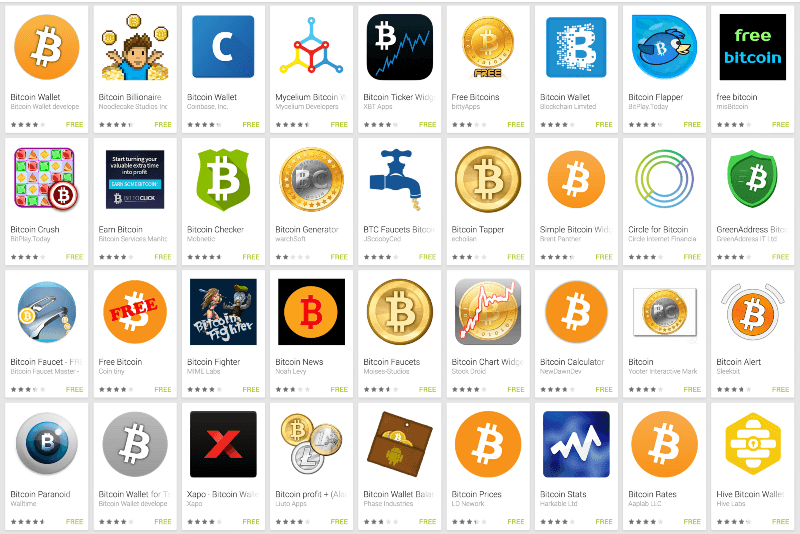 free
bitcoin
FREE
Bitcoin Wallet
Bitcoin Wallet develope
FREE
Bitcoin Billionaire
Noodlecake Studios Inc
FREE
Bitcoin Wallet
Coinbase, Inc.
FREE
Mycelium Bitcoin W
Mycelium Developers
FREE
Bitcoin Ticker Widg
XBT Apps
FREE
Free Bitcoins
bittyApps
FREE
Bitcoin Wallet
Blockchain Limited
FREE
Bitcoin Flapper
BitPlay.Today
FREE
free bitcoin
misBitcoin
FREE
Start turning your
valuable extra time
into profit
EARN SOME BITCOIN
Bitcoin Crush
BitPlay.Today
FREE
Earn Bitcoin
Bitcoin Services Manitc
FREE
Bitcoin Checker
Mobnetic
FREE
Bitcoin Generator
warchSoft
FREE
BTC Faucets Bitcoi
JScoobyCed
FREE
Bitcoin Tapper
echolian
FREE
Simple Bitcoin Widg
Brent Panther
FREE
Circle for Bitcoin
Circle Internet Financia
FREE
GreenAddress Bitc
GreenAddress IT Ltd
FREE
FREE
Bitcoin Fighter
Bitcoin Faucet - FR
Bitcoin Faucet Master -
FREE
Free Bitcoin
Coin tiny
FREE
Bitcoin Fighter
MIME Labs
FREE
Bitcoin News
Noah Levy
FREE
Bitcoin Faucets
Moises-Studios
FREE
Bitcoin Chart Widge
Stock Droid
FREE
Bitcoin Calculator
NewDawnDev
FREE
Bitcoin
Yooter Interactive Mark
FREE
Bitcoin Alert
Sleekbit
FREE
Bitcoin Paranoid
Walltime
FREE
Bitcoin Wallet for T
Bitcoin Wallet develope
FREE
Xapo · Bitcoin Walle
Xapo
FREE
Bitcoin profit + (Alar
Liuto Apps
FREE
Bitcoin Wallet Balan
Phase Industries
FREE
Bitcoin Prices
LO Nework
FREE
Bitcoin Stats
Harkable Ltd
FREE
Bitcoin Rates
Aaplab LLC.
FREE
Hive Bitcoin Wallet
Hive Labs
FREE